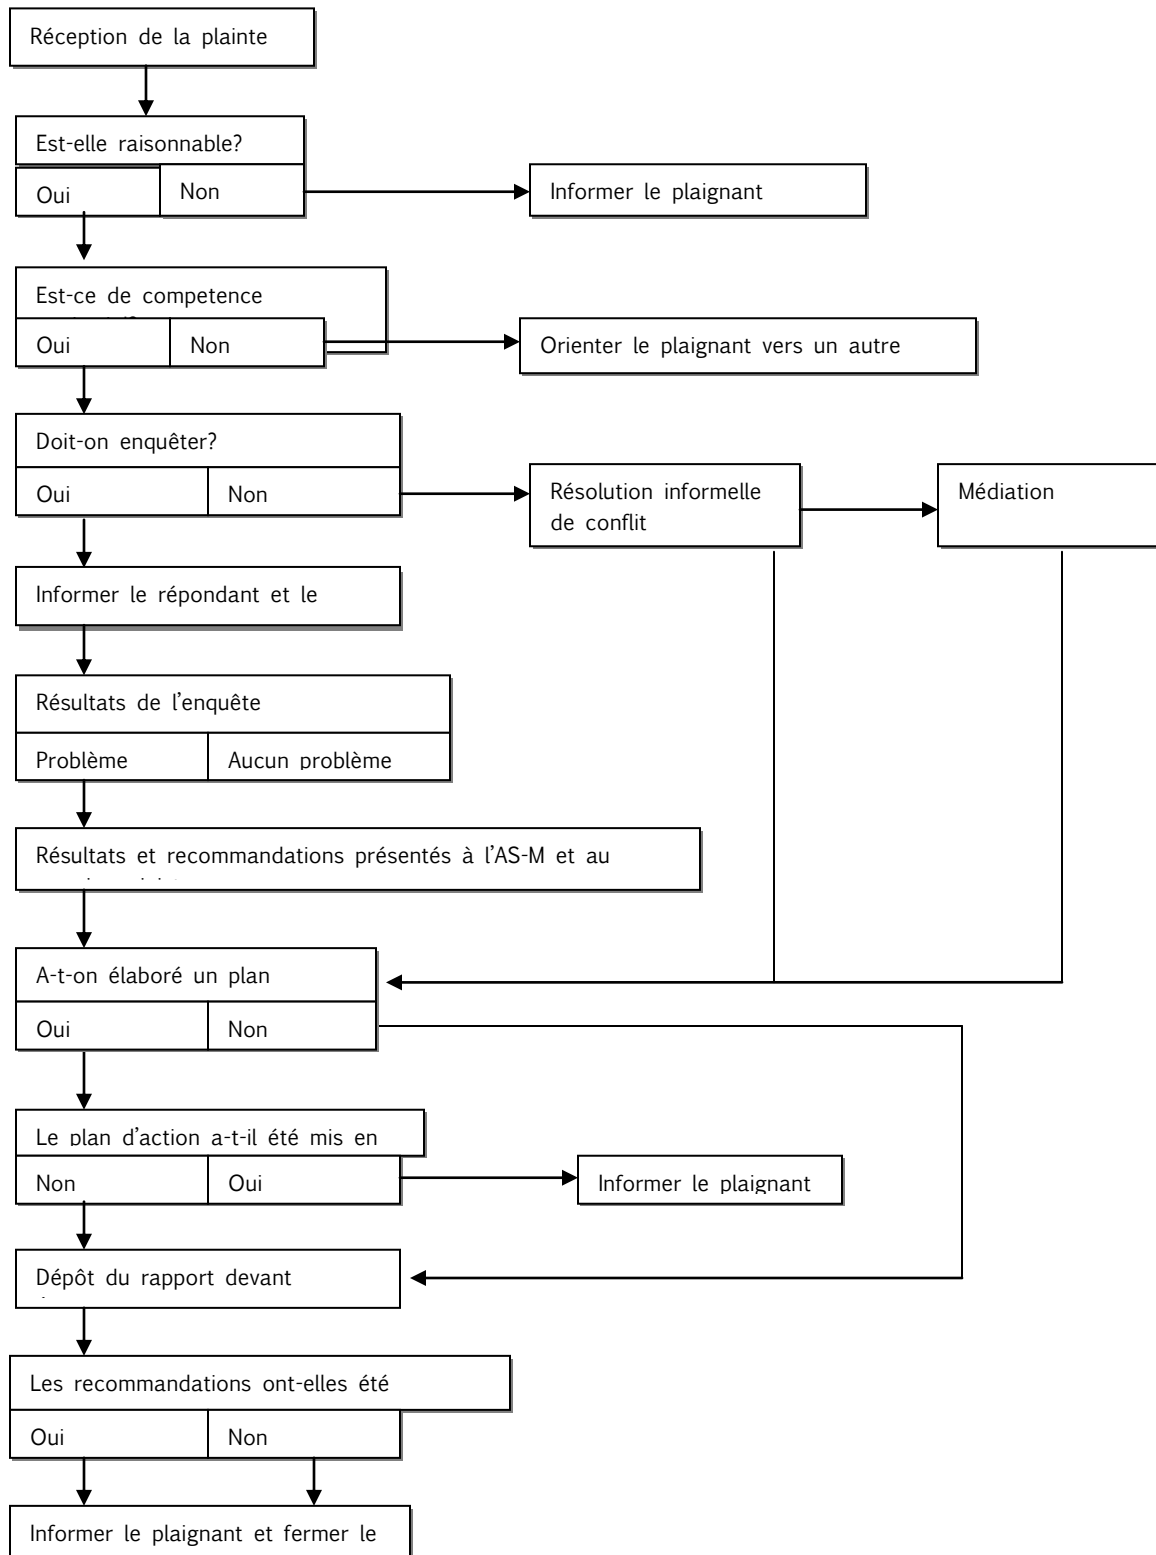 Réception de la plainte
Est-elle raisonnable?
Oui
Non
Informer le plaignant
Est-ce de competence
Oui
Non
Orienter le plaignant vers un autre
Doit-on enquêter?
Oui
Non
Résolution informelle
de conflit
Médiation
Informer le répondant et le
Résultats de l'enquête
Problème
Aucun problème
Résultats et recommandations présentés à l'AS-M et au
A-t-on élaboré un plan
Oui
Non
Le plan d'action a-t-il été mis en
Non
Oui
Informer le plaignant
Dépôt du rapport devant
Les recommandations ont-elles été
Oui
Non
Informer le plaignant et fermer le